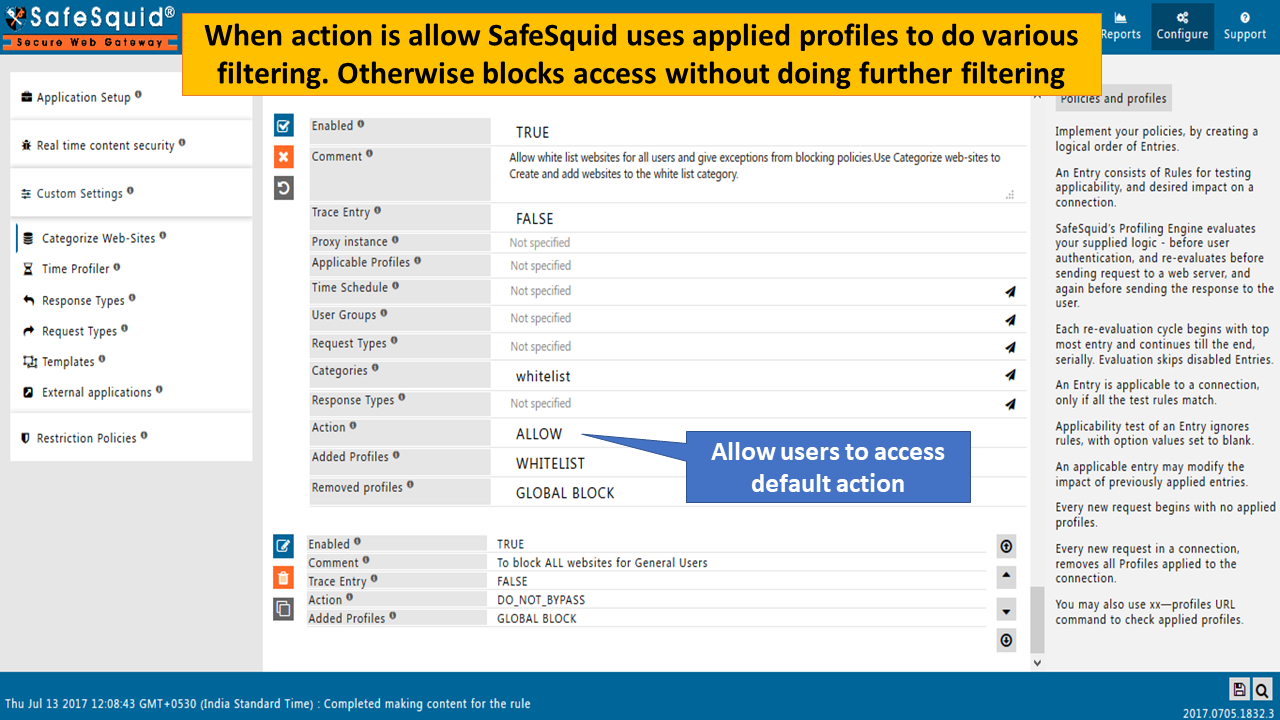 SafeSquid®
Secure Web Gateway
When action is allow SafeSquid uses applied profiles to do various
filtering. Otherwise blocks access without doing further filtering
Reports
Configure
Support
Application Setup
Real time content security
Custom Settings
Categorize Web-Sites
Time Profiler
Response Types
Request Types
Templates
External applications
Restriction Policies
Enabled TRUE
Comment Allow white list websites for all users and give exceptions from blocking policies.Use Categorize web-sites to
Create and add websites to the white list category.
Trace Entry FALSE
Proxy instance Not specified
Applicable Profiles Not specified
Time Schedule Not specified
User Groups Not specified
Request Types Not specified
Categories whitelist
Response Types Not specified
Action ALLOW
Added Profiles WHITELIST
Removed profiles GLOBAL BLOCK
Allow users to access
default action
Enabled TRUE
Comment To block ALL websites for General Users
Trace Entry FALSE
Action DO_NOT_BYPASS
Added Profiles GLOBAL BLOCK
Policies and profiles
Implement your policies, by creating a
logical order of Entries.
An Entry consists of Rules for testing
applicability, and desired impact on a
connection.
SafeSquid's Profiling Engine evaluates
your supplied logic - before user
authentication, and re-evaluates before
sending request to a web server, and
again before sending the response to the
user.
Each re-evaluation cycle begins with top
most entry and continues till the end,
serially. Evaluation skips disabled Entries.
An Entry is applicable to a connection,
only if all the test rules match.
Applicability test of an Entry ignores
rules, with option values set to blank.
An applicable entry may modify the
impact of previously applied entries.
Every new request begins with no applied
profiles.
Every new request in a connection,
removes all Profiles applied to the
connection.
You may also use xx—profiles URL
command to check applied profiles.
Thu Jul 13 2017 12:08:43 GMT+0530 (India Standard Time) : Completed making content for the rule
2017.0705.1832.3